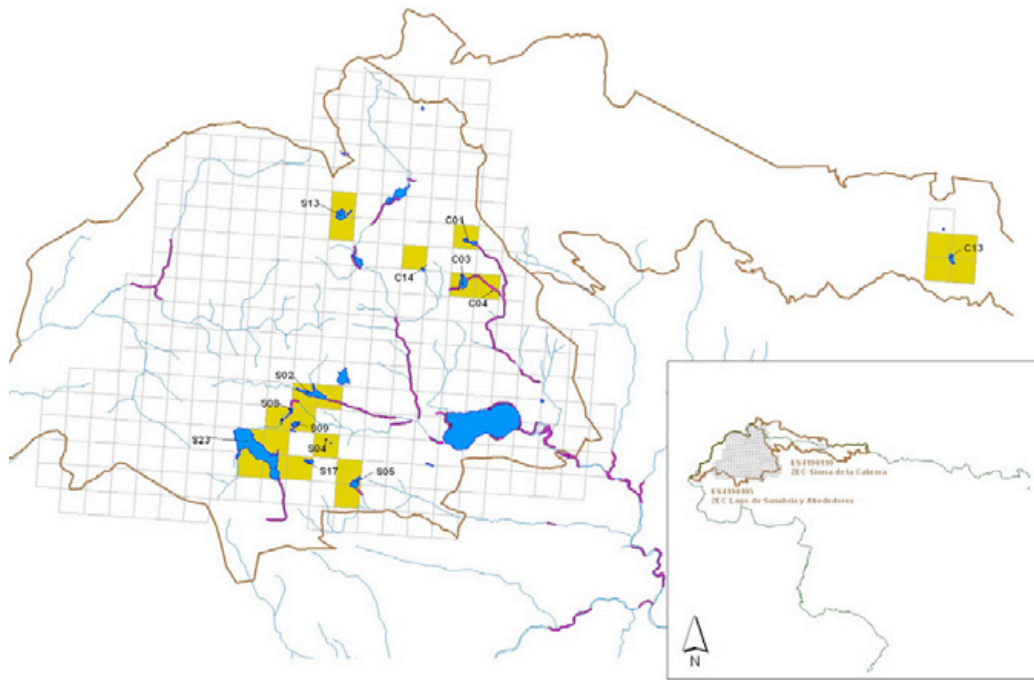 S13
C01
C13
C03
C14
C04
S02
S08
S09
S23
S04
S17
S05
ES4190110
ZEC Sierra de la Cabrera
ES4190105
ZEC Lago de Sanabria y Alrededores
N